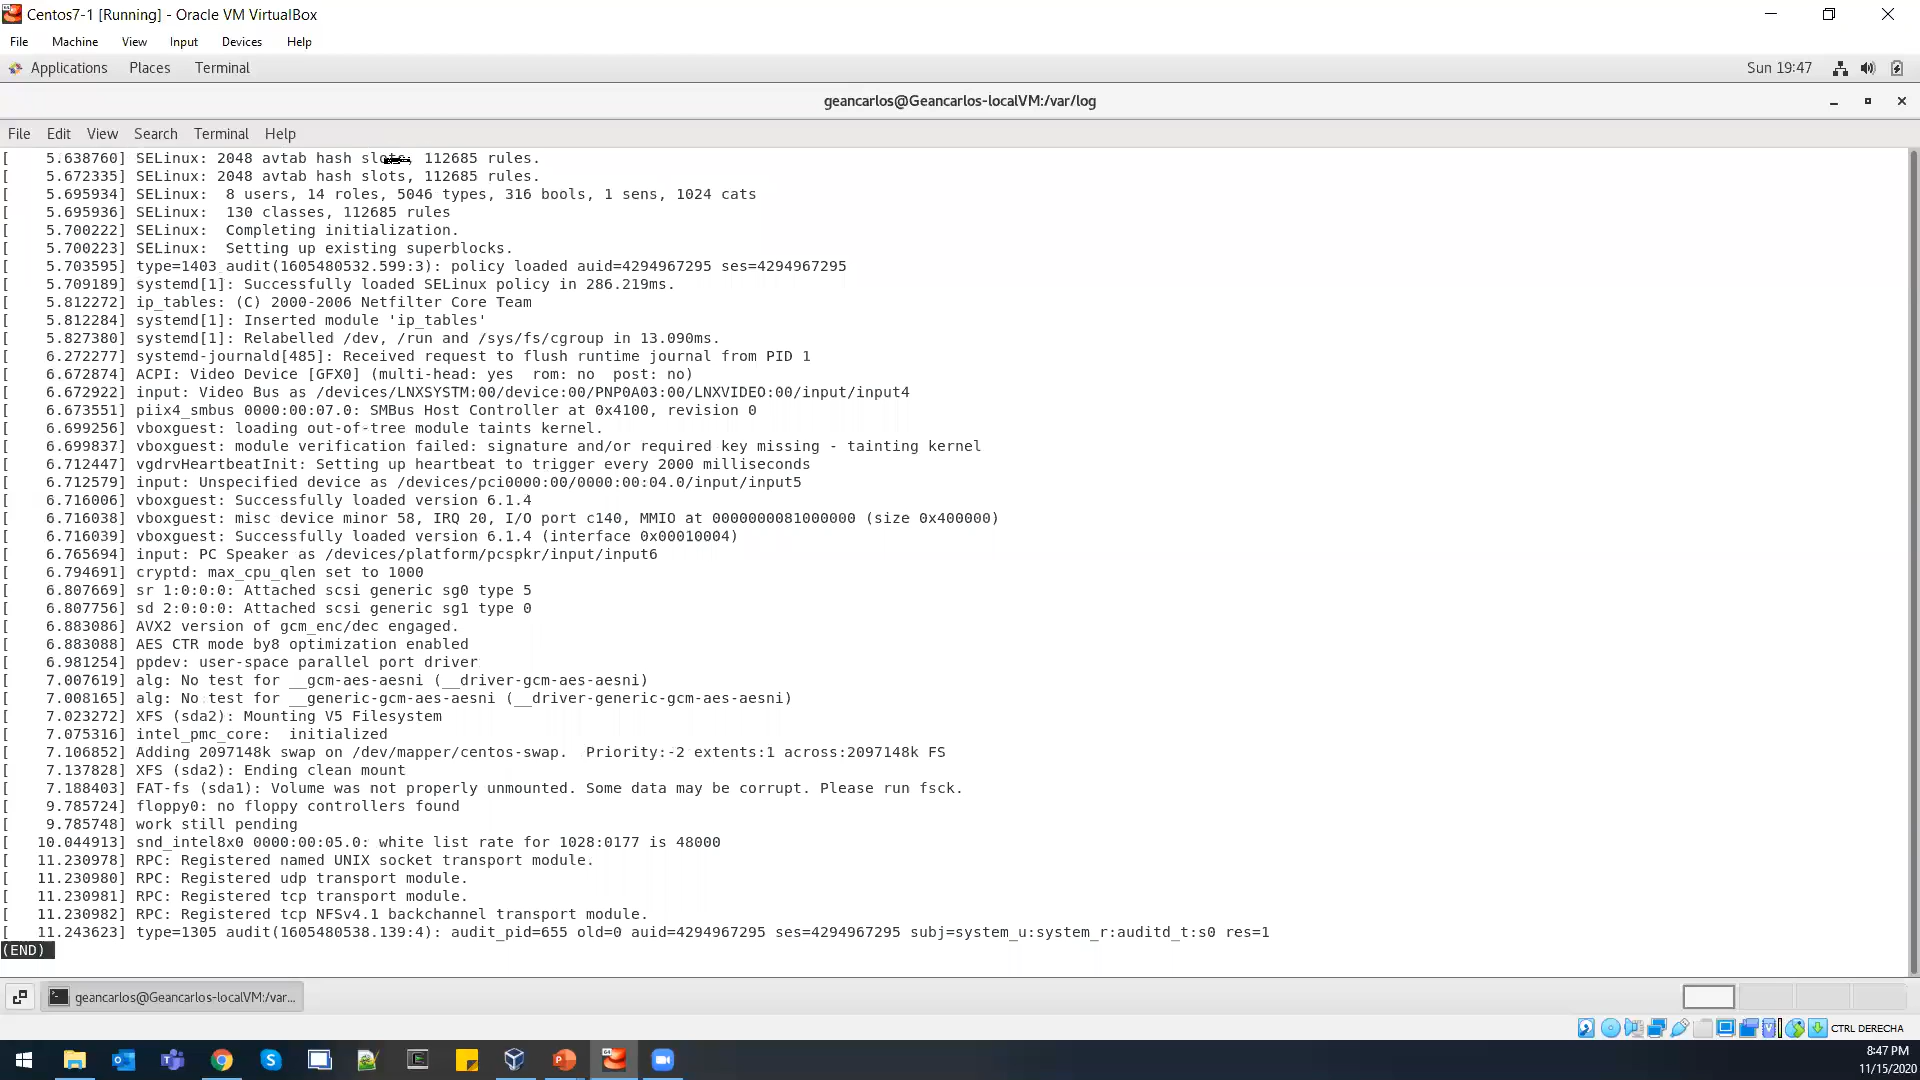 Centos7-1 [Running] - Oracle VM VirtualBox
File Machine View Input Devices Help
Applications Places Terminal Sun 19:47
geancarlos@Geancarlos-localVM:/var/log
File Edit View Search Terminal Help
[ 5.638760] SELinux: 2048 avtab hash slots, 112685 rules.
[ 5.672335] SELinux: 2048 avtab hash slots, 112685 rules.
[ 5.695934] SELinux: 8 users, 14 roles, 5046 types, 316 bools, 1 sens, 1024 cats
[ 5.695936] SELinux: 130 classes, 112685 rules
[ 5.700222] SELinux: Completing initialization.
[ 5.700223] SELinux: Setting up existing superblocks.
[ 5.703595] type=1403 audit(1605480532.599:3): policy loaded auid=4294967295 ses=4294967295
[ 5.709189] systemd[1]: Successfully loaded SELinux policy in 286.219ms.
[ 5.812272] ip_tables: (C) 2000-2006 Netfilter Core Team
[ 5.812284] systemd[1]: Inserted module 'ip_tables'
[ 5.827380] systemd[1]: Relabelled /dev, /run and /sys/fs/cgroup in 13.090ms.
[ 6.272277] systemd-journald[485]: Received request to flush runtime journal from PID 1
[ 6.672874] ACPI: Video Device [GFX0] (multi-head: yes rom: no post: no)
[ 6.672922] input: Video Bus as /devices/LNXSYSTM:00/device:00/PNP0A03:00/LNXVIDEO:00/input/input4
[ 6.673551] piix4_smbus 0000:00:07.0: SMBus Host Controller at 0x4100, revision 0
[ 6.699256] vboxguest: loading out-of-tree module taints kernel.
[ 6.699837] vboxguest: module verification failed: signature and/or required key missing - tainting kernel
[ 6.712447] vgdrvHeartbeatInit: Setting up heartbeat to trigger every 2000 milliseconds
[ 6.712579] input: Unspecified device as /devices/pci0000:00/0000:00:04.0/input/input5
[ 6.716006] vboxguest: Successfully loaded version 6.1.4
[ 6.716038] vboxguest: misc device minor 58, IRQ 20, I/O port c140, MMIO at 0000000081000000 (size 0x400000)
[ 6.716039] vboxguest: Successfully loaded version 6.1.4 (interface 0x00010004)
[ 6.765694] input: PC Speaker as /devices/platform/pcspkr/input/input6
[ 6.794691] cryptd: max_cpu_qlen set to 1000
[ 6.807669] sr 1:0:0:0: Attached scsi generic sg0 type 5
[ 6.807756] sd 2:0:0:0: Attached scsi generic sg1 type 0
[ 6.883086] AVX2 version of gcm_enc/dec engaged.
[ 6.883088] AES CTR mode by8 optimization enabled
[ 6.981254] ppdev: user-space parallel port driver
[ 7.007619] alg: No test for __gcm-aes-aesni (__driver-gcm-aes-aesni)
[ 7.008165] alg: No test for __generic-gcm-aes-aesni (__driver-generic-gcm-aes-aesni)
[ 7.023272] XFS (sda2): Mounting V5 Filesystem
[ 7.075316] intel_pmc_core: initialized
[ 7.106852] Adding 2097148k swap on /dev/mapper/centos-swap. Priority:-2 extents:1 across:2097148k FS
[ 7.137828] XFS (sda2): Ending clean mount
[ 7.188403] FAT-fs (sda1): Volume was not properly unmounted. Some data may be corrupt. Please run fsck.
[ 9.785724] floppy0: no floppy controllers found
[ 9.785748] work still pending
[ 10.044913] snd_intel8x0 0000:00:05.0: white list rate for 1028:0177 is 48000
[ 11.230978] RPC: Registered named UNIX socket transport module.
[ 11.230980] RPC: Registered udp transport module.
[ 11.230981] RPC: Registered tcp transport module.
[ 11.230982] RPC: Registered tcp NFSv4.1 backchannel transport module.
[ 11.243623] type=1305 audit(1605480538.139:4): audit_pid=655 old=0 auid=4294967295 ses=4294967295 subj=system_u:system_r:auditd_t:s0 res=1
(END)
geancarlos@Geancarlos-localVM:/var...
CTRL DERECHA
8:47 PM
11/15/2020